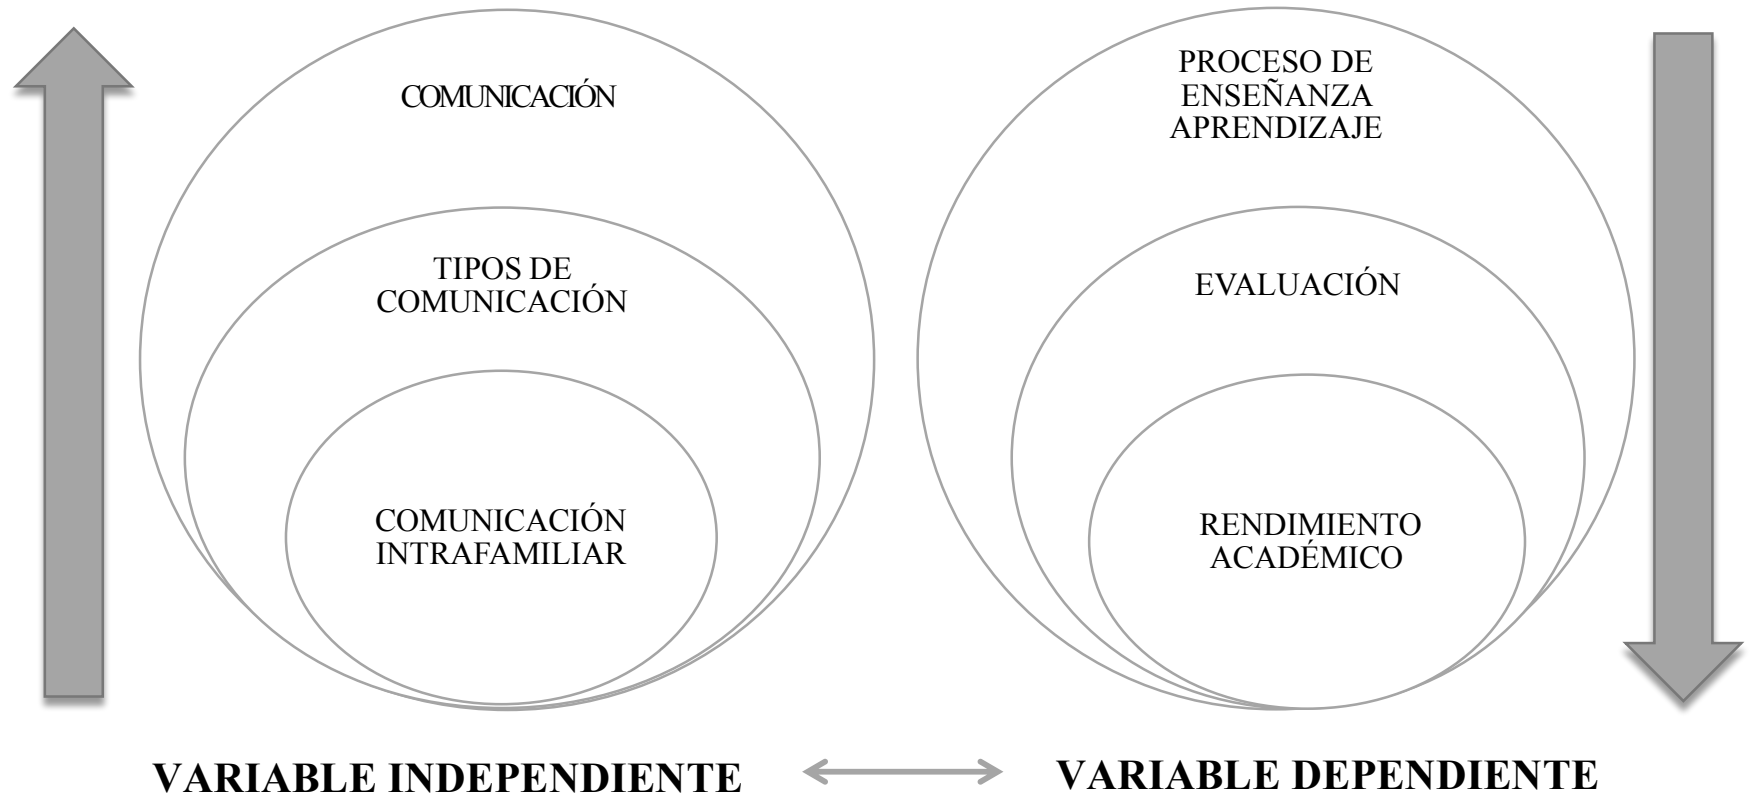 COMUNICACIÓN
TIPOS DE
COMUNICACIÓN
COMUNICACIÓN
INTRAFAMILIAR
VARIABLE INDEPENDIENTE
PROCESO DE
ENSEÑANZA
APRENDIZAJE
EVALUACIÓN
RENDIMIENTO
ACADÉMICO
VARIABLE DEPENDIENTE